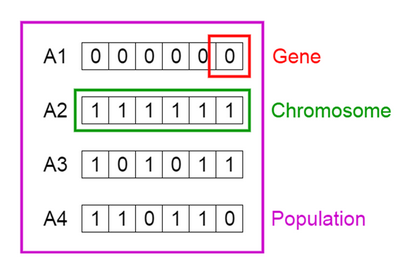 A1 0 0 0 0 0 0 Gene
A2 1 1 1 1 1 1 Chromosome
A3 1 0 1 0 1 1
A4 1 1 0 1 1 0 Population